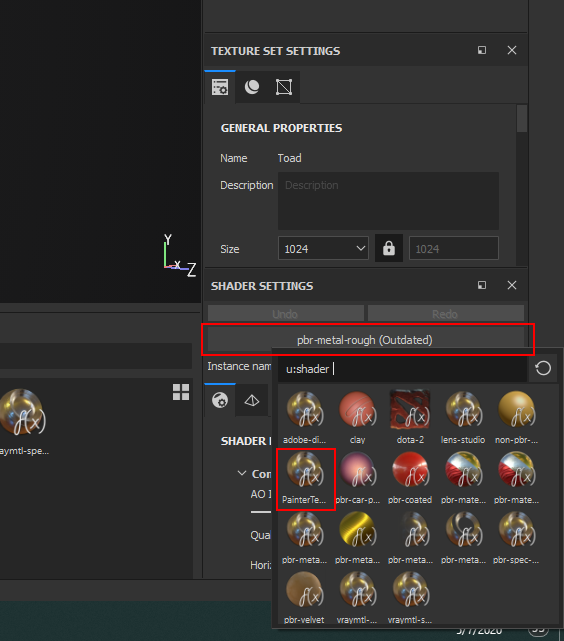 TEXTURE SET SETTINGS
GENERAL PROPERTIES
Name Toad
Description Description
Size 1024 1024
Y
X
Z
SHADER SETTINGS
Undo Redo
pbr-metal-rough (Outdated)
Instance nam
u:shader
adobe-di... clay dota-2 lens-studio non-pbr-...
raymtl-spe...
SHADER
PainterTe... pbr-car-p... pbr-coated pbr-mate... pbr-mate...
Con
AO I
Qual
pbr-meta... pbr-meta... pbr-meta... pbr-meta... pbr-spec-...
Horiz
pbr-velvet vraymtl-... vraymtl-s...
5/7/2020